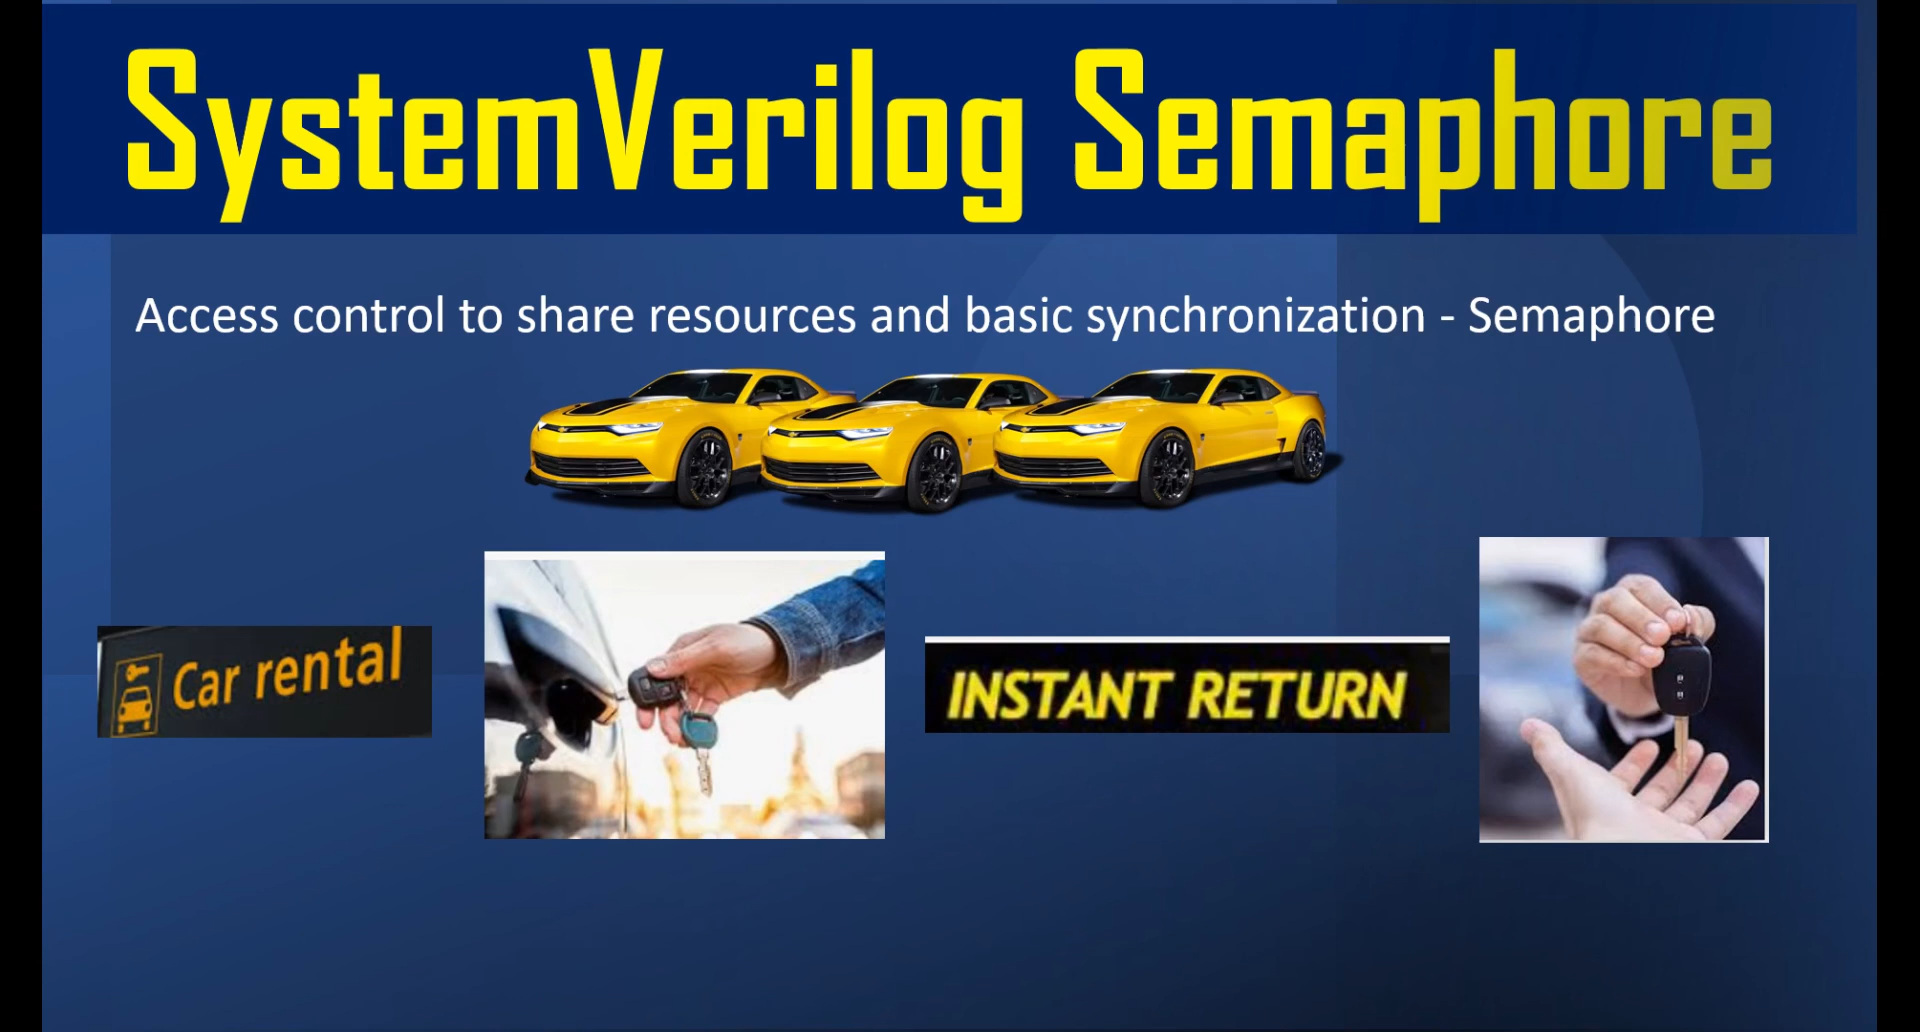 SystemVerilog Semaphore
Access control to share resources and basic synchronization - Semaphore
Car rental
INSTANT RETURN